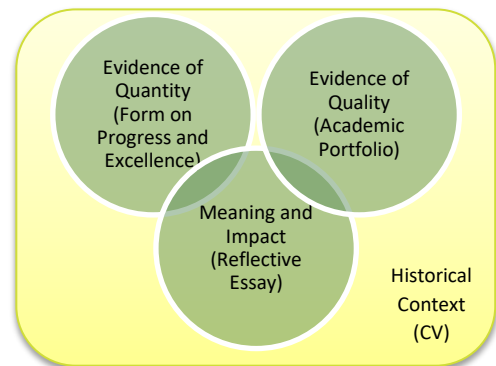 Evidence of
Quantity
(Form on
Progress and
Excellence)
Evidence of
Quality
(Academic
Portfolio)
Meaning and
Impact
(Reflective
Essay)
Historical
Context
(CV)